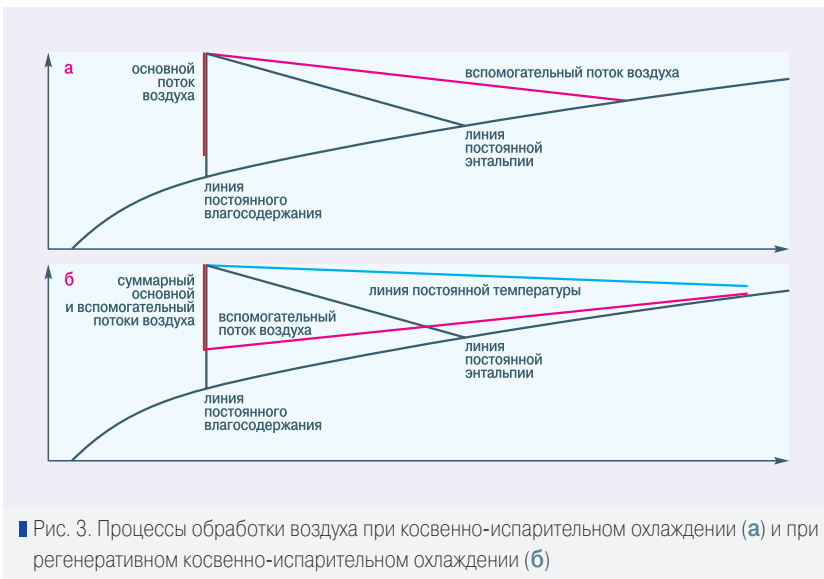 а
основной
поток
воздуха
вспомогательный поток воздуха
линия
постоянной
энтальпии
линия
постоянного
влагосодержания
б
суммарный
основной
и вспомогательный
потоки воздуха
линия постоянной температуры
вспомогательный
поток воздуха
линия
постоянной
энтальпии
линия
постоянного
влагосодержания
Рис. 3. Процессы обработки воздуха при косвенно-испарительном охлаждении (а) и при
регенеративном косвенно-испарительном охлаждении (б)